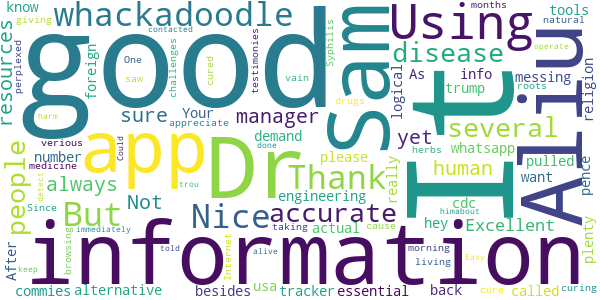 months
know
tools
natural
giving
whackadoodle
contacted
Using
perplexed
One
saw
challenges
cured
testimonies
vain
Syphilis
disease
As
operate
resources
foreign
good
Sam
logical
info
messing
religion
sure
Your
appreciate
manager
trump
roots
harm
app
Dr
It
Aliu
yet
several
number
demand
please
whatsapp
pulled
people
verious
medicine
Could
done
drugs
herbs
human
pence
always
Thank
really
want
detect
trou
engineering
cdc
Not
But
Nice
accurate
actual
hey
Excellent
plenty
Since
immediately
told
taking
cause
himabout
After
browsing
information
Internet
morning
living
back
Easy
keep
alive
cure
curing
commies
alternative
besides
usa
tracker
essential
called